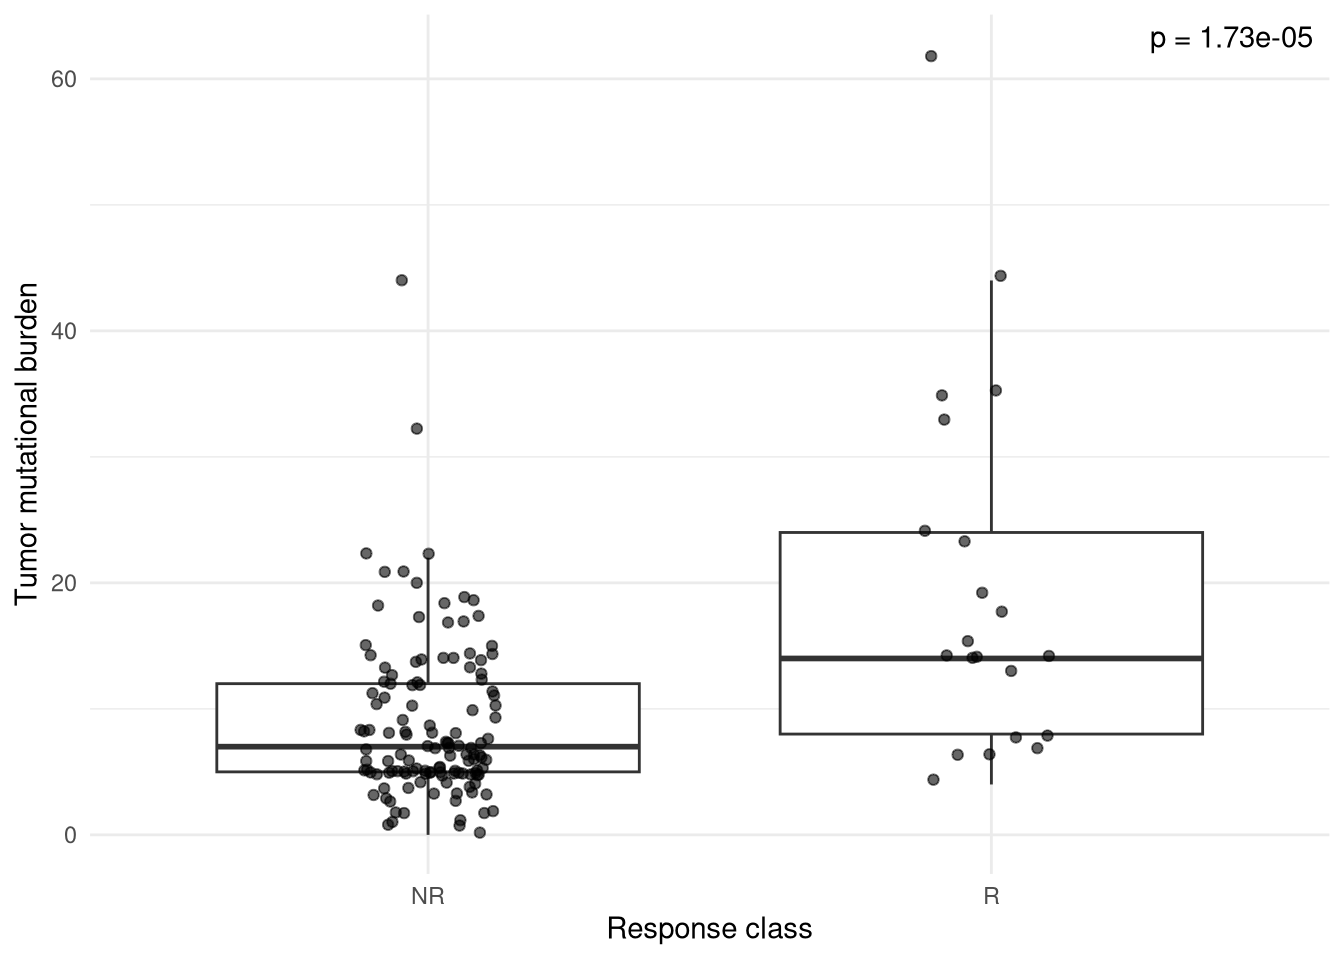 p = 1.73e-05
60
40
20
0
Tumor mutational burden
NR
R
Response class